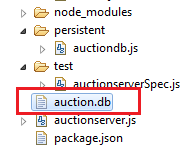 node_modules
persistent
auctiondb.js
test
auctionserverSpec.js
auction.db
auctionserver.js
package.json